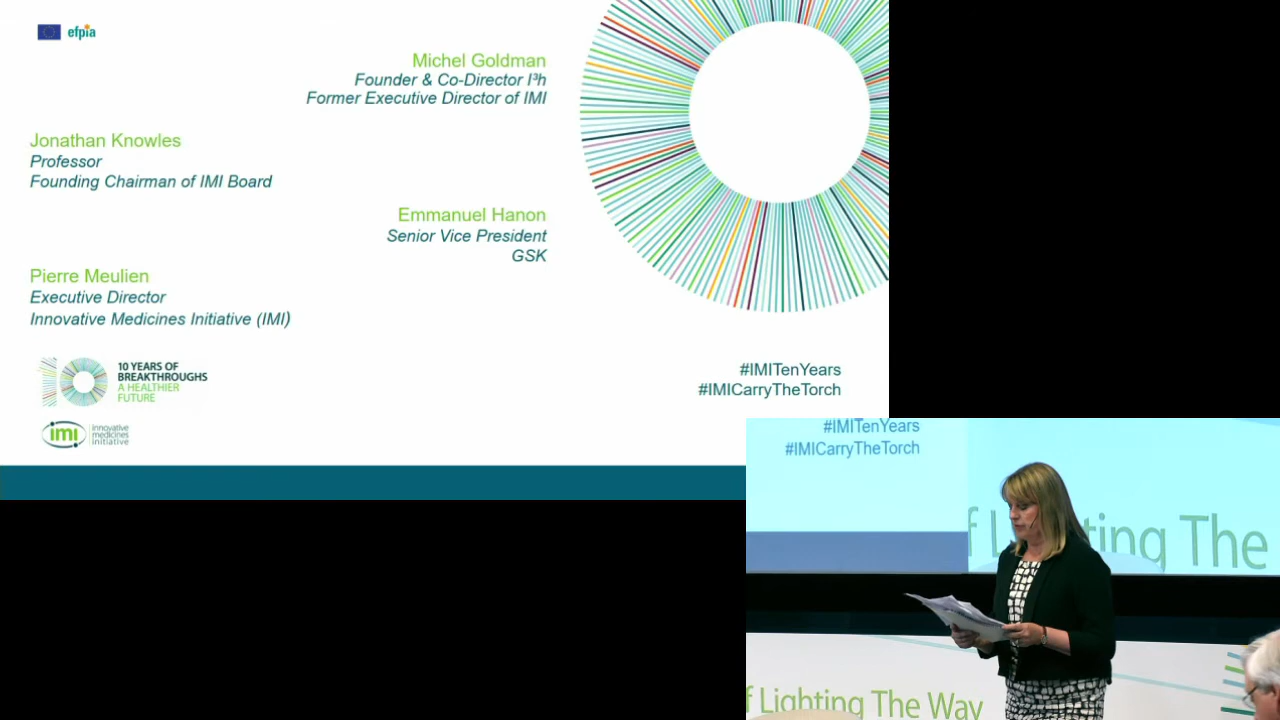 efpia
Michel Goldman
Founder & Co-Director I³h
Former Executive Director of IMI
Jonathan Knowles
Professor
Founding Chairman of IMI Board
Emmanuel Hanon
Senior Vice President
GSK
Pierre Meulien
Executive Director
Innovative Medicines Initiative (IMI)
10 YEARS OF
BREAKTHROUGHS
A HEALTHIER
FUTURE
imi
innovative
medicines
initiative
#IMITenYears
#IMICarryTheTorch
#IMITenYears
#IMICarryTheTorch
f L ting The
f Lighting The Way